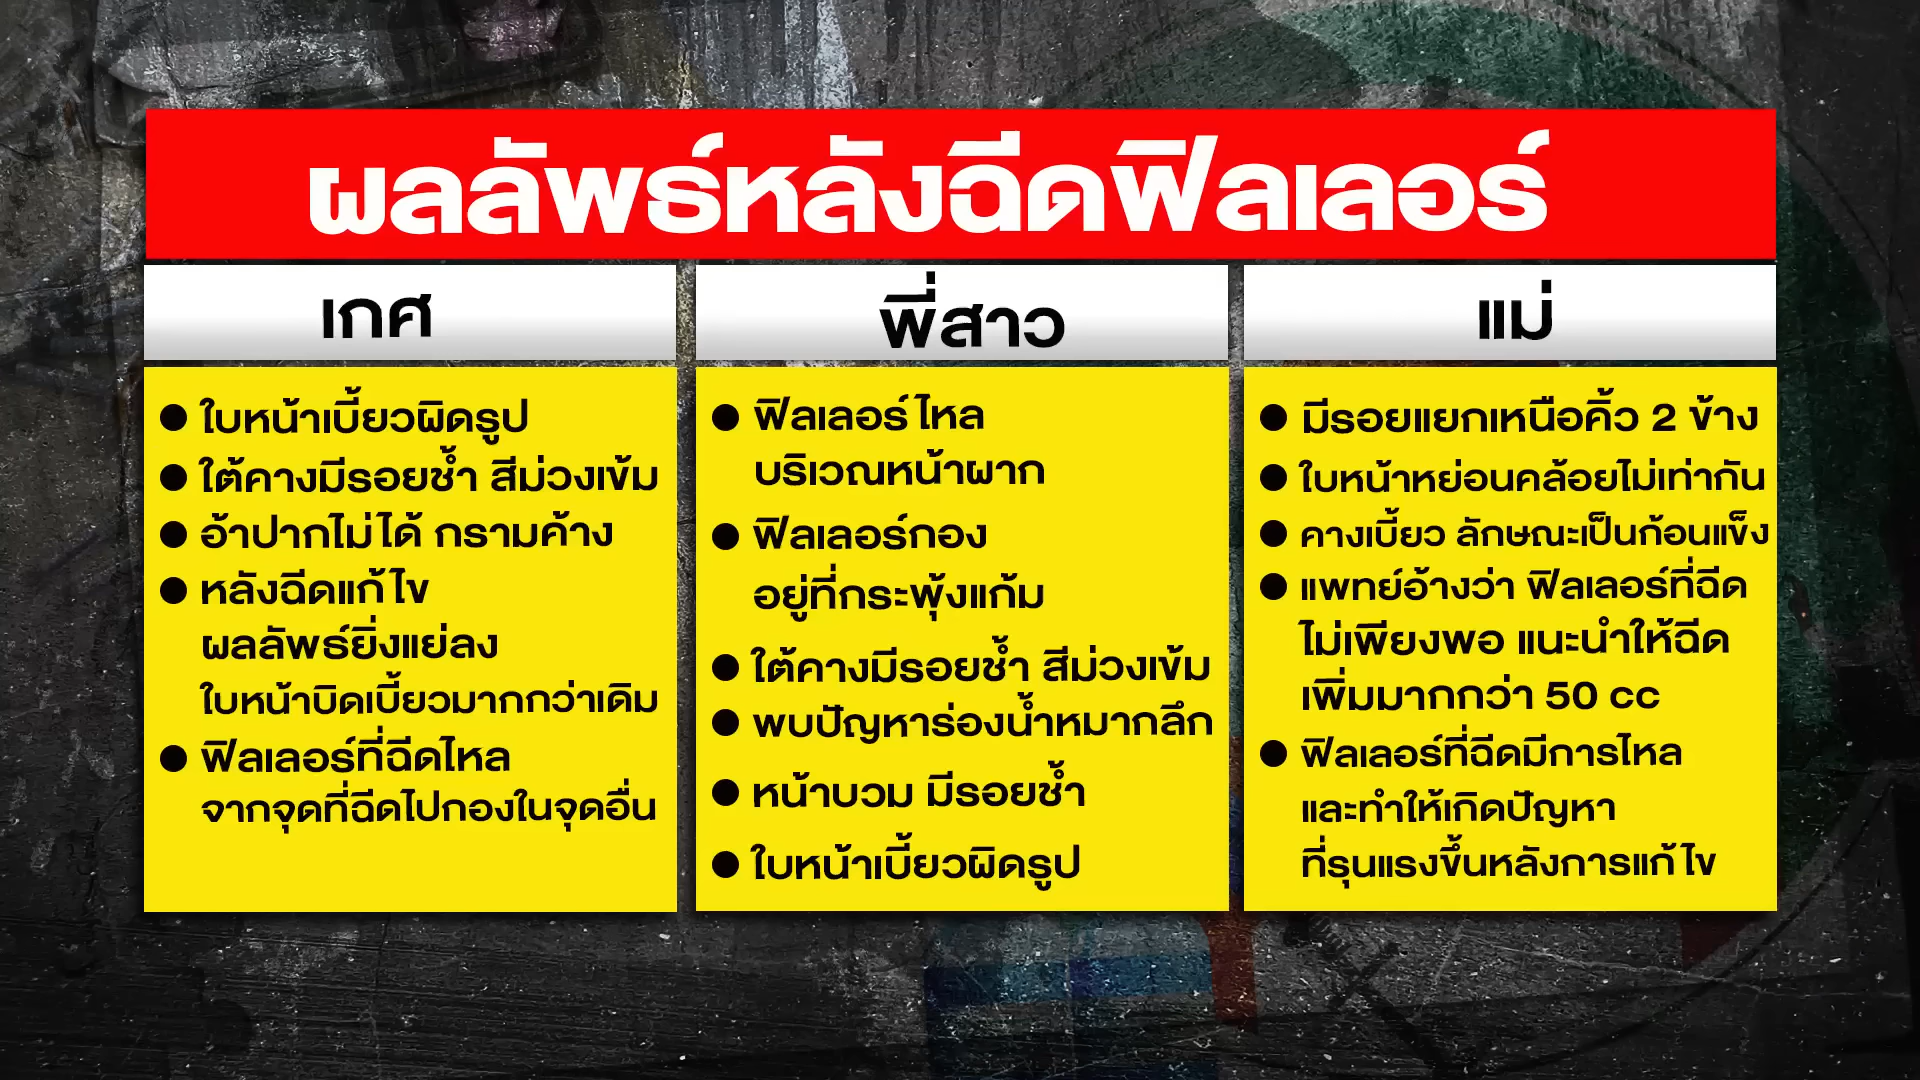 ผลลัพธ์หลังฉีดฟิลเลอร์
เกศ
● ใบหน้าเบี้ยวผิดรูป
● ใต้คางมีรอยช้ำ สีม่วงเข้ม
● อ้าปากไม่ได้ กรามค้าง
● หลังฉีดแก้ไข
ผลลัพธ์ยิ่งแย่ลง
ใบหน้าบิดเบี้ยวมากกว่าเดิม
● ฟิลเลอร์ที่ฉีดไหล
จากจุดที่ฉีดไปกองในจุดอื่น
พี่สาว
● ฟิลเลอร์ไหล
บริเวณหน้าผาก
● ฟิลเลอร์กอง
อยู่ที่กระพุ้งแก้ม
● ใต้คางมีรอยช้ำ สีม่วงเข้ม
● พบปัญหาร่องน้ำหมากลึก
● หน้าบวม มีรอยช้ำ
● ใบหน้าเบี้ยวผิดรูป
แม่
● มีรอยแยกเหนือคิ้ว 2 ข้าง
● ใบหน้าหย่อนคล้อยไม่เท่ากัน
● คางเบี้ยว ลักษณะเป็นก้อนแข็ง
● แพทย์อ้างว่า ฟิลเลอร์ที่ฉีด
ไม่เพียงพอ แนะนำให้ฉีด
เพิ่มมากกว่า 50 cc
● ฟิลเลอร์ที่ฉีดมีการไหล
และทำให้เกิดปัญหา
ที่รุนแรงขึ้นหลังการแก้ไข